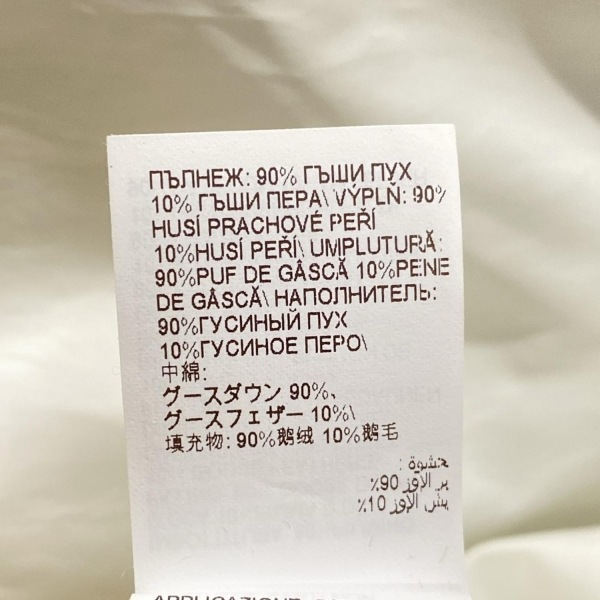 ПЪЛНЕЖ: 90% ГЪШИ ПУХ
10% ГЪШИ ПЕРА\ VÝPLŇ: 90%
HUSÍ PRACHOVÉ PEŘÍ
10%HUSÍ PEŘÍ\ UMPLUTURĂ:
90%PUF DE GÂSCĂ 10%PENE
DE GÂSCĂ\ НАПОЛНИТЕЛЬ:
90%ГУСИНЫЙ ПУХ
10%ГУСИНОЕ ПЕРО\
中綿:
グースダウン 90%、
グースフェザー 10%\
填充物: 90%鹅绒 10%鹅毛
حشوة :
بر الإوز 90٪
يش الإوز 10٪